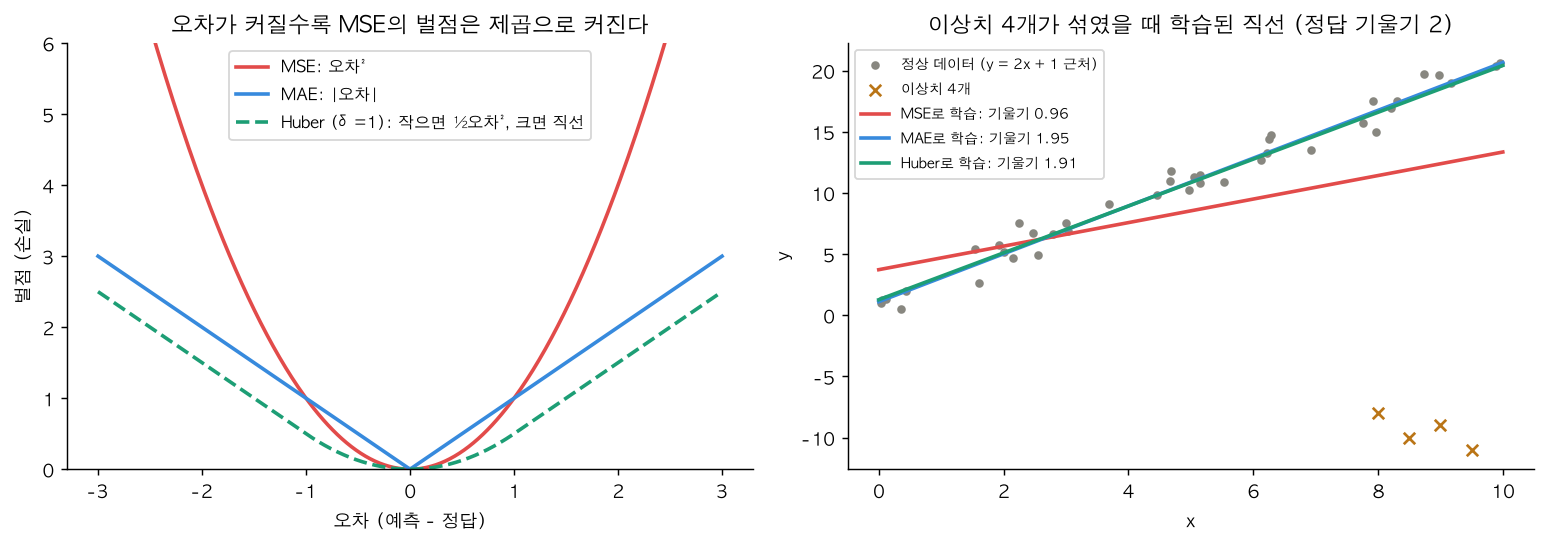 오차가 커질수록 MSE의 벌점은 제곱으로 커진다
MSE: 오차²
MAE: |오차|
Huber (δ =1): 작으면 ½오차², 크면 직선
벌점 (손실)
6
5
4
3
2
1
0
-3 -2 -1 0 1 2 3
오차 (예측 - 정답)
이상치 4개가 섞였을 때 학습된 직선 (정답 기울기 2)
정상 데이터 (y = 2x + 1 근처)
이상치 4개
MSE로 학습: 기울기 0.96
MAE로 학습: 기울기 1.95
Huber로 학습: 기울기 1.91
y
20
15
10
5
0
-5
-10
0 2 4 6 8 10
x